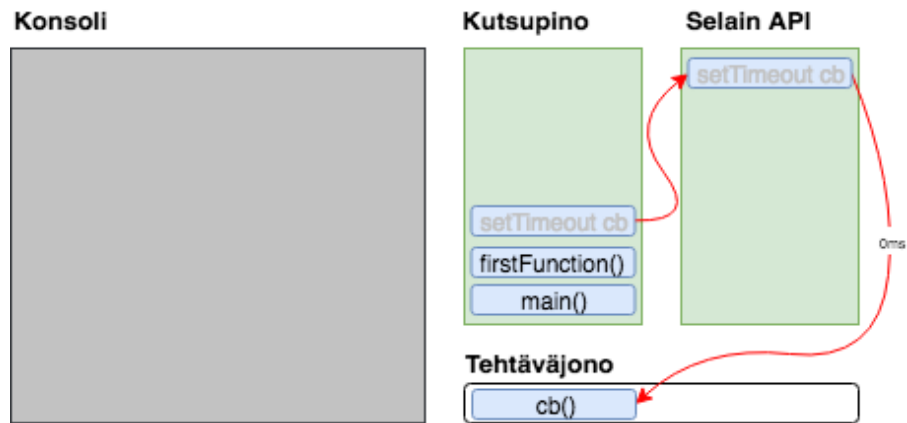 Konsoli
Kutsupino
Selain API
setTimeout cb
setTimeout cb
0ms
firstFunction()
main()
Tehtäväjono
cb()